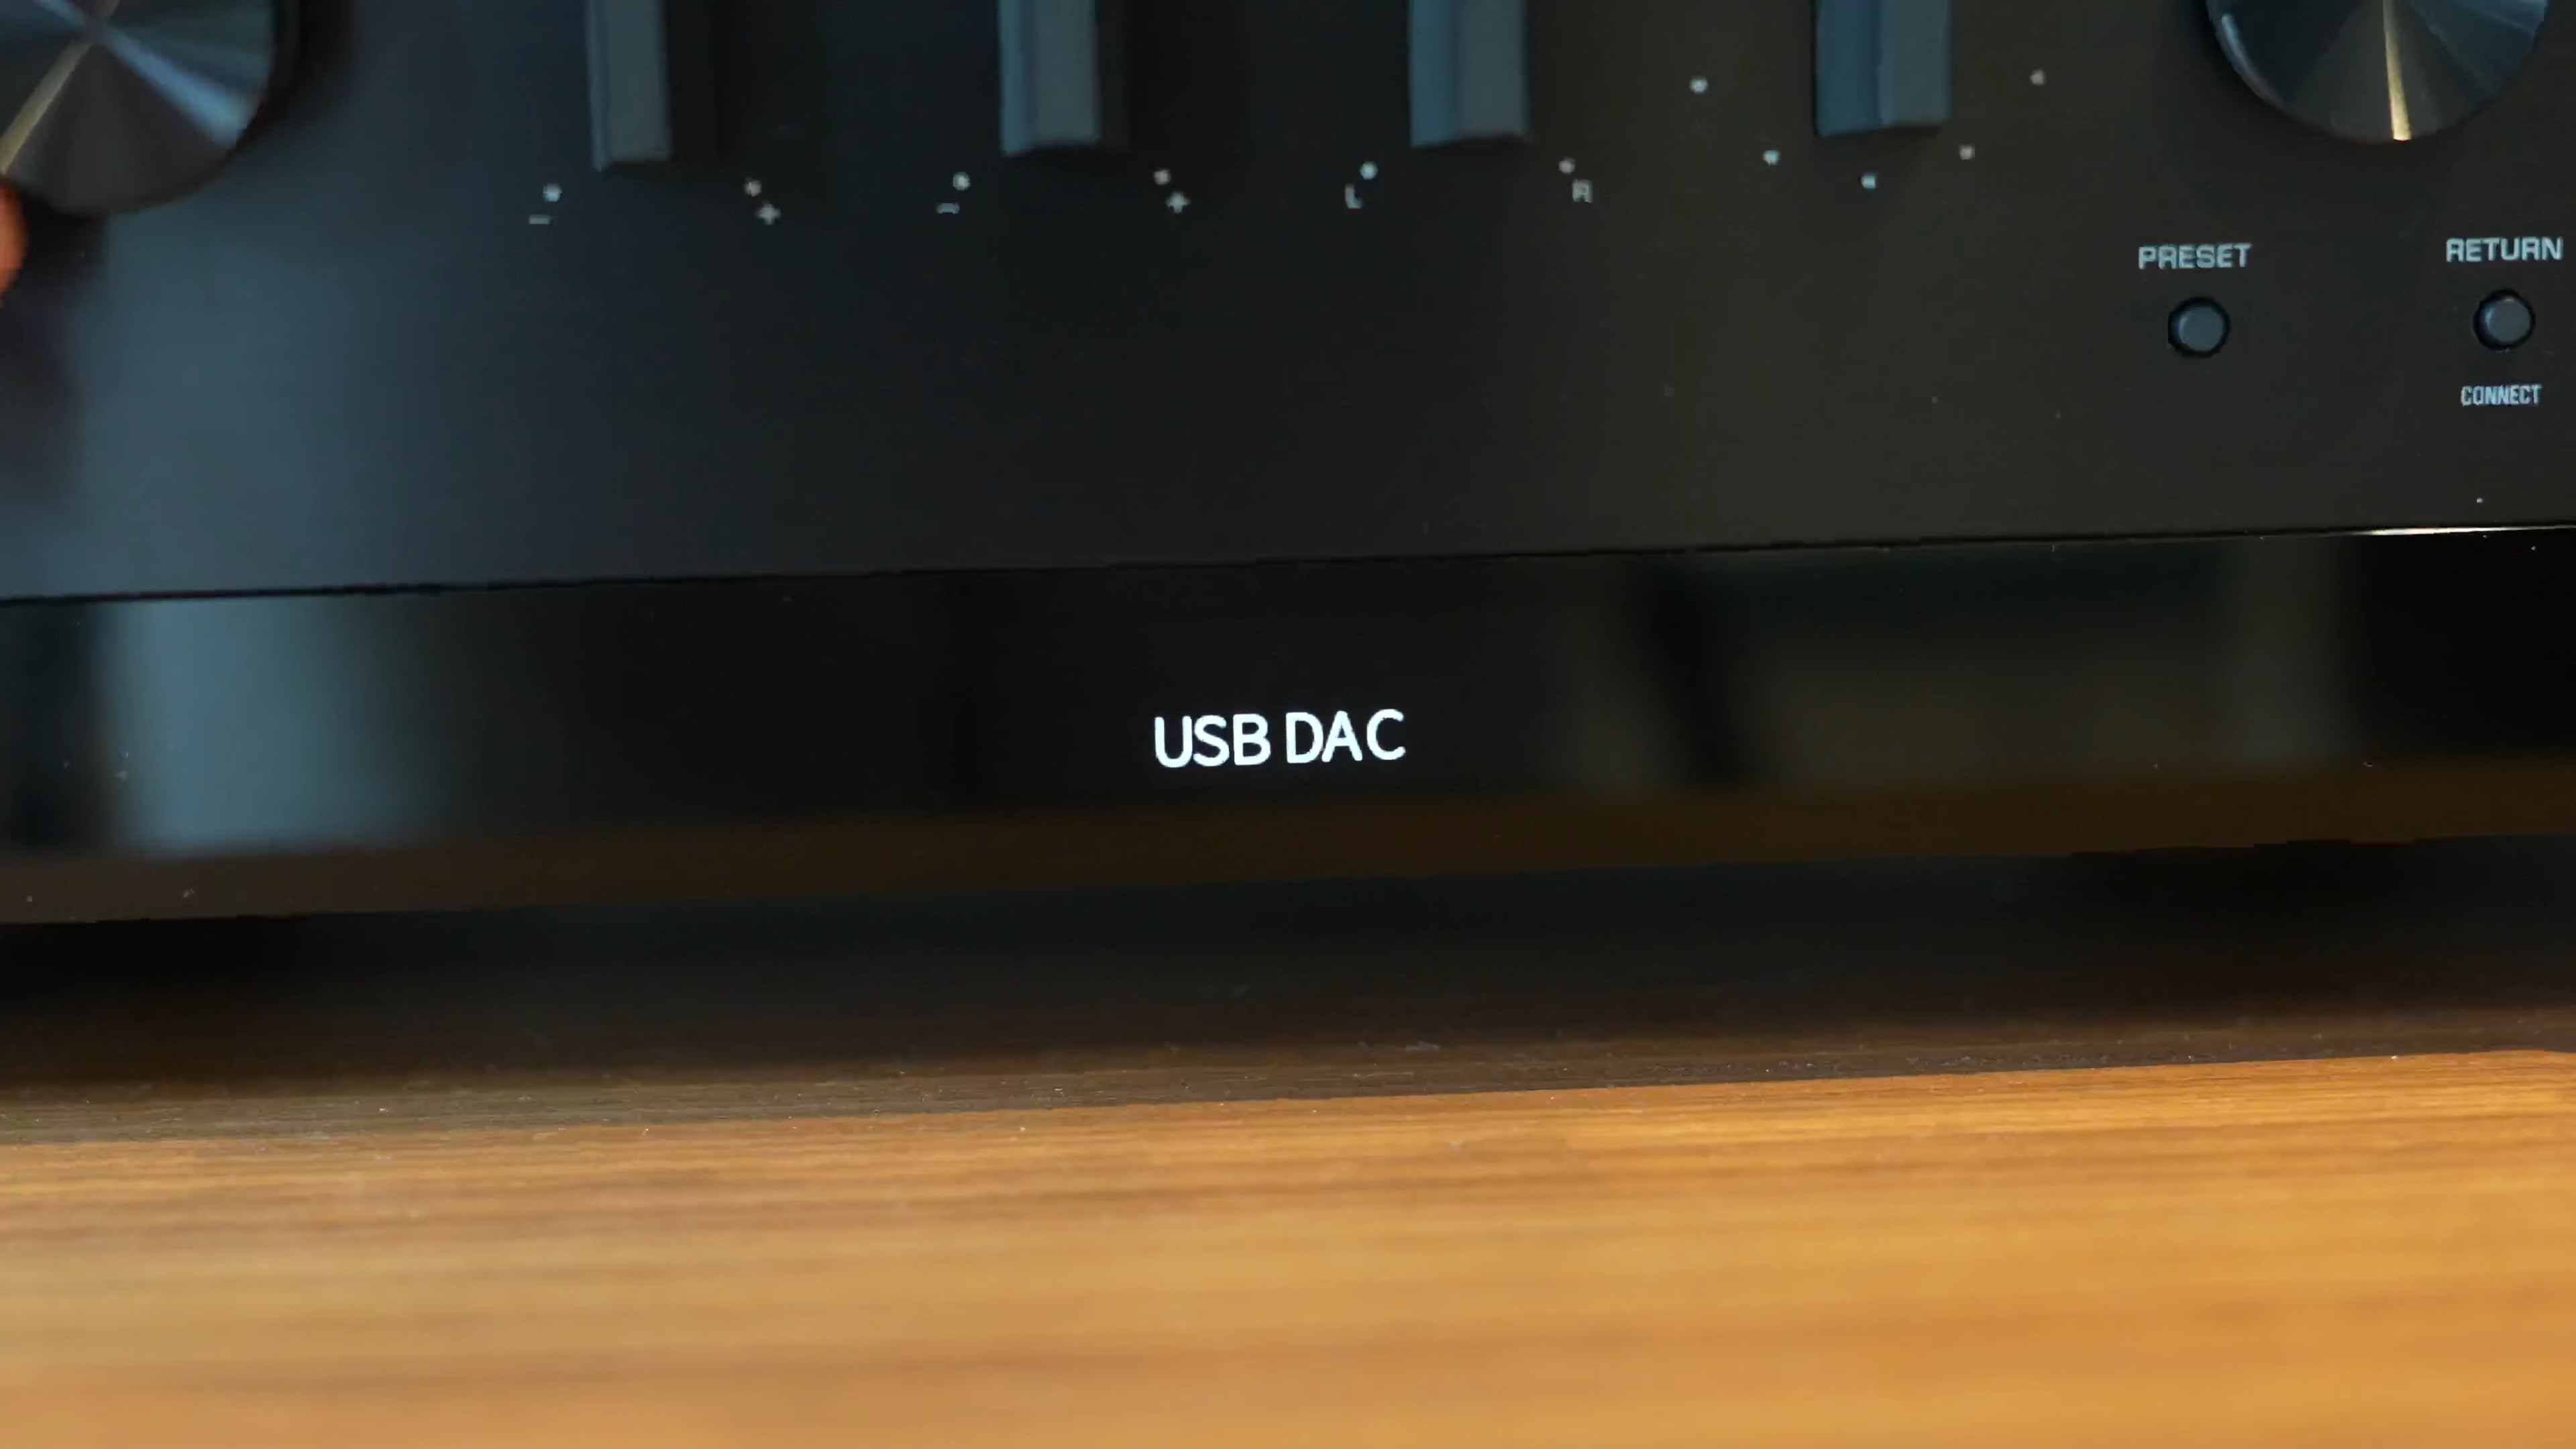 - + - + L R
PRESET RETURN
CONNECT
USB DAC